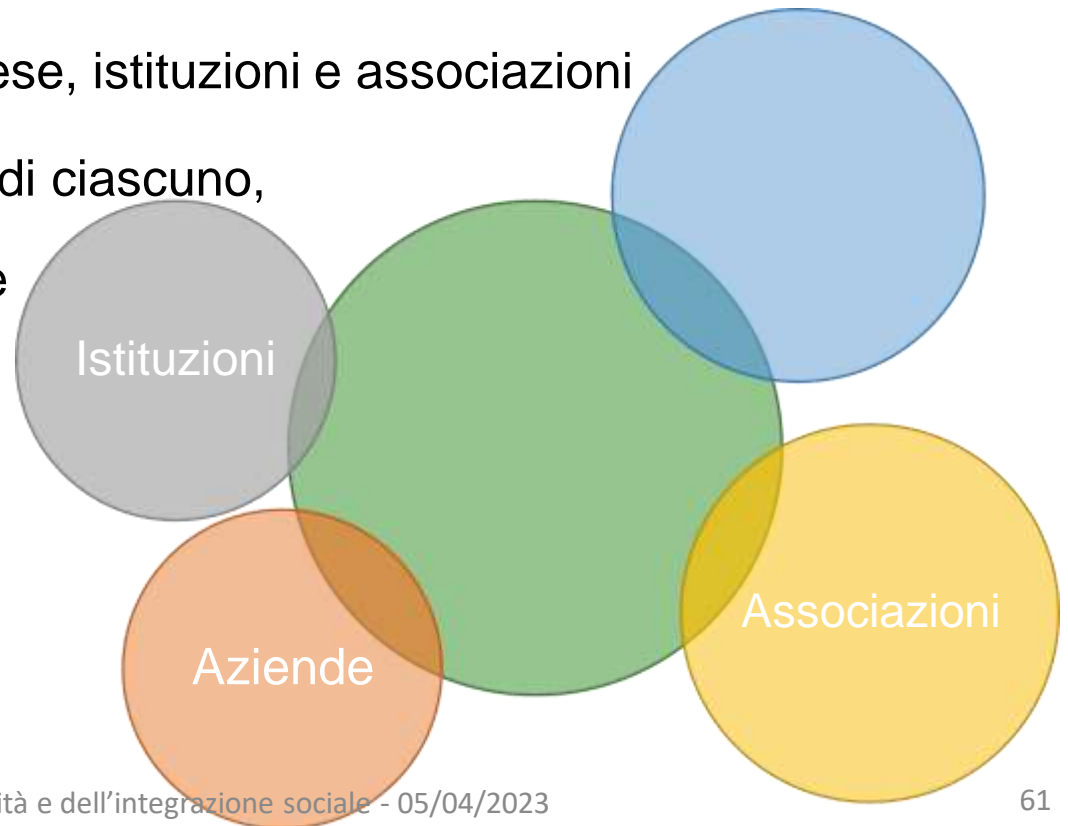 ese, istituzioni e associazioni
di ciascuno,
e
Istituzioni
Associazioni
Aziende
ità e dell’integrazione sociale - 05/04/2023
61